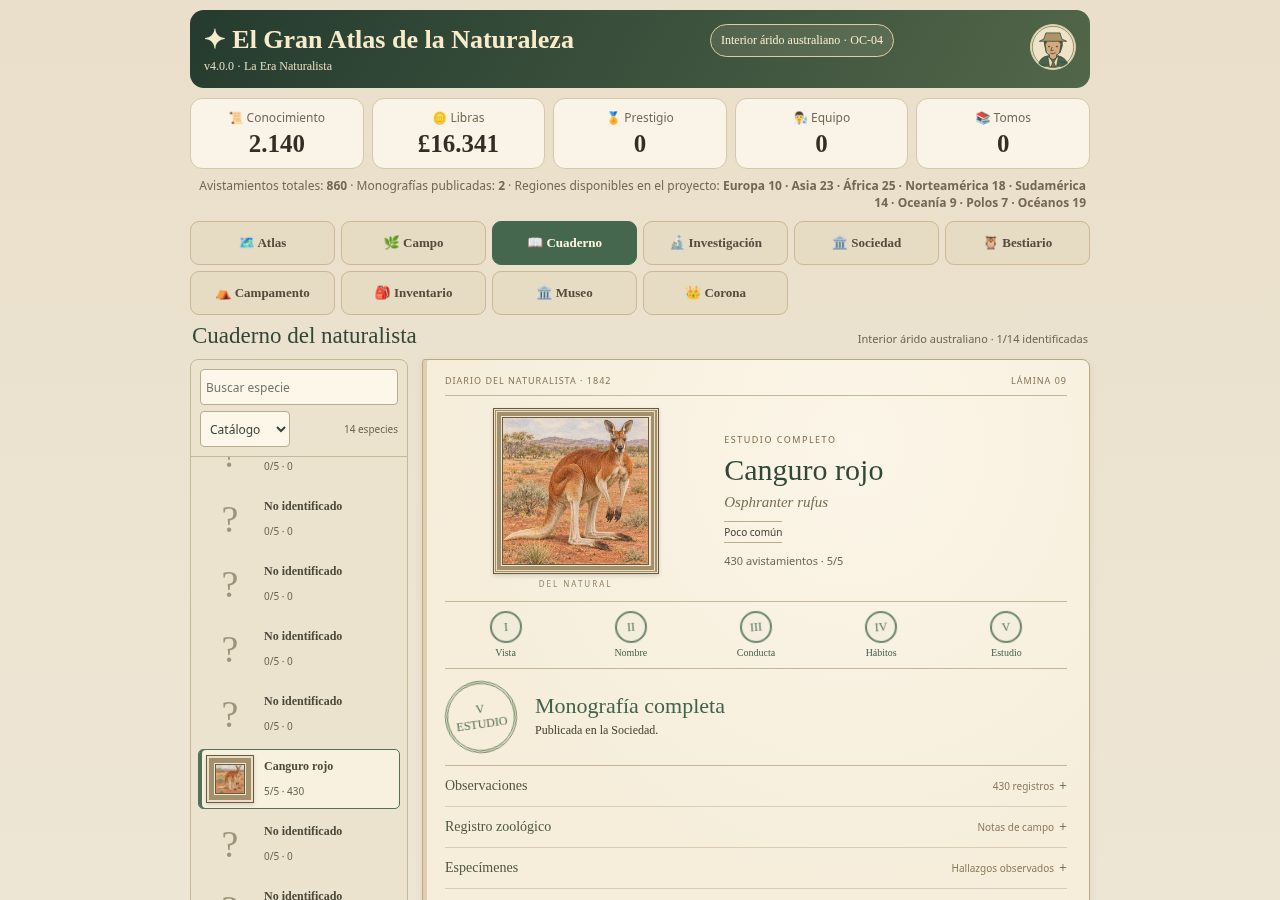 ✦ El Gran Atlas de la Naturaleza
v4.0.0 · La Era Naturalista
Interior árido australiano · OC-04
📜 Conocimiento
2.140
🪙 Libras
£16.341
🏅 Prestigio
0
👨‍🔬 Equipo
0
📚 Tomos
0
Avistamientos totales: 860 · Monografías publicadas: 2 · Regiones disponibles en el proyecto: Europa 10 · Asia 23 · África 25 · Norteamérica 18 · Sudamérica
14 · Oceanía 9 · Polos 7 · Océanos 19
🗺️ Atlas
🌿 Campo
📖 Cuaderno
🔬 Investigación
🏛️ Sociedad
🦉 Bestiario
⛺ Campamento
🎒 Inventario
🏛️ Museo
👑 Corona
Cuaderno del naturalista
Interior árido australiano · 1/14 identificadas
Buscar especie
Catálogo
14 especies
?
0/5 · 0
?
No identificado
0/5 · 0
?
No identificado
0/5 · 0
?
No identificado
0/5 · 0
?
No identificado
0/5 · 0
Canguro rojo
5/5 · 430
?
No identificado
0/5 · 0
?
No identificado
DIARIO DEL NATURALISTA · 1842
LÁMINA 09
DEL NATURAL
ESTUDIO COMPLETO
Canguro rojo
Osphranter rufus
Poco común
430 avistamientos · 5/5
I
Vista
II
Nombre
III
Conducta
IV
Hábitos
V
Estudio
V
ESTUDIO
Monografía completa
Publicada en la Sociedad.
Observaciones
430 registros +
Registro zoológico
Notas de campo +
Especímenes
Hallazgos observados +